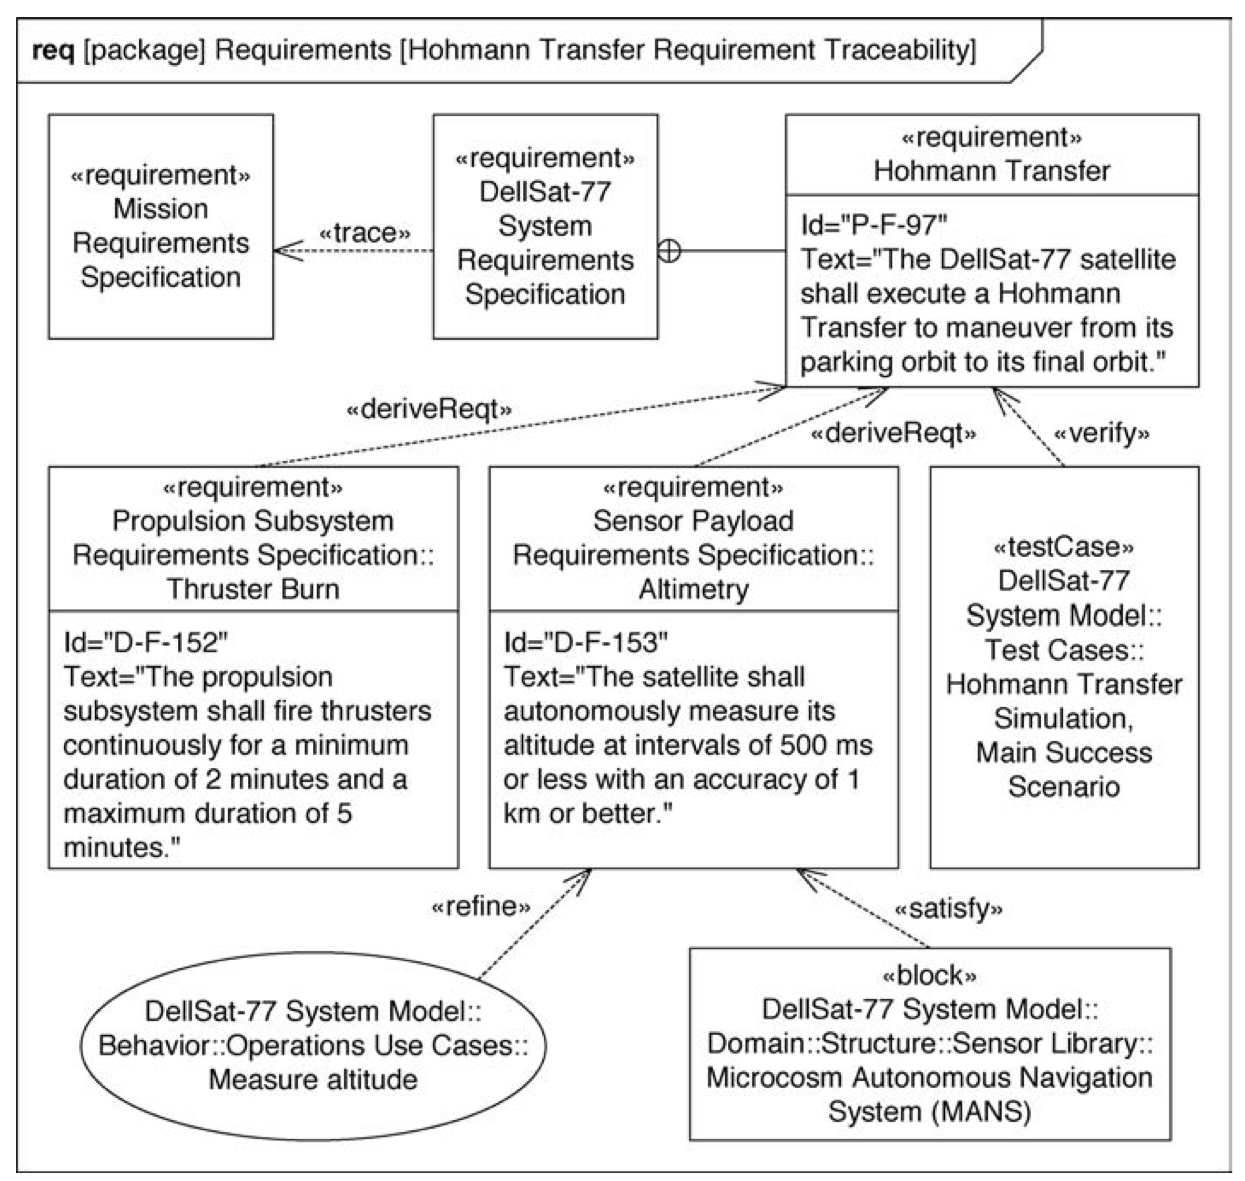 req [package] Requirements [Hohmann Transfer Requirement Traceability]
«requirement»
Mission
Requirements
Specification
«trace»
«requirement»
DellSat-77
System
Requirements
Specification
«requirement»
Hohmann Transfer
Id="P-F-97"
Text="The DellSat-77 satellite
shall execute a Hohmann
Transfer to maneuver from its
parking orbit to its final orbit."
«deriveReqt»
«deriveReqt»
«verify»
«requirement»
Propulsion Subsystem
Requirements Specification::
Thruster Burn
Id="D-F-152"
Text="The propulsion
subsystem shall fire thrusters
continuously for a minimum
duration of 2 minutes and a
maximum duration of 5
minutes."
«requirement»
Sensor Payload
Requirements Specification::
Altimetry
Id="D-F-153"
Text="The satellite shall
autonomously measure its
altitude at intervals of 500 ms
or less with an accuracy of 1
km or better."
«testCase»
DellSat-77
System Model::
Test Cases::
Hohmann Transfer
Simulation,
Main Success
Scenario
«refine»
«satisfy»
DellSat-77 System Model::
Behavior::Operations Use Cases::
Measure altitude
«block»
DellSat-77 System Model::
Domain::Structure::Sensor Library::
Microcosm Autonomous Navigation
System (MANS)